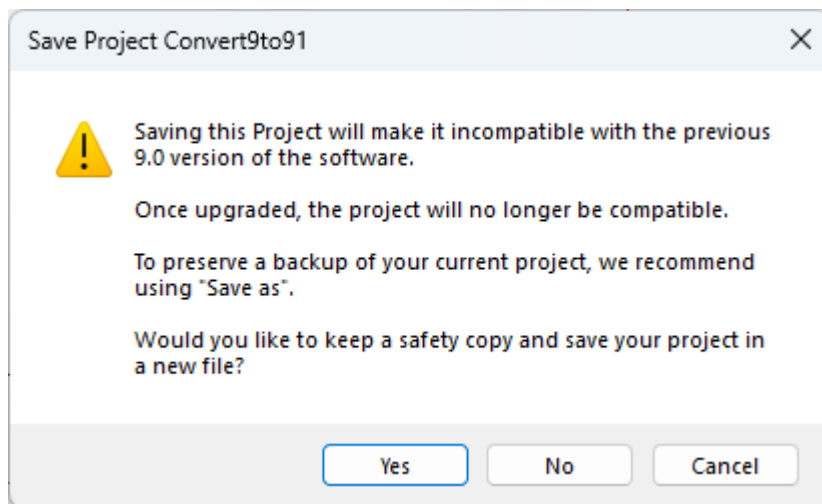 Save Project Convert9to91
Saving this Project will make it incompatible with the previous
9.0 version of the software.
Once upgraded, the project will no longer be compatible.
To preserve a backup of your current project, we recommend
using "Save as".
Would you like to keep a safety copy and save your project in
a new file?
Yes
No
Cancel